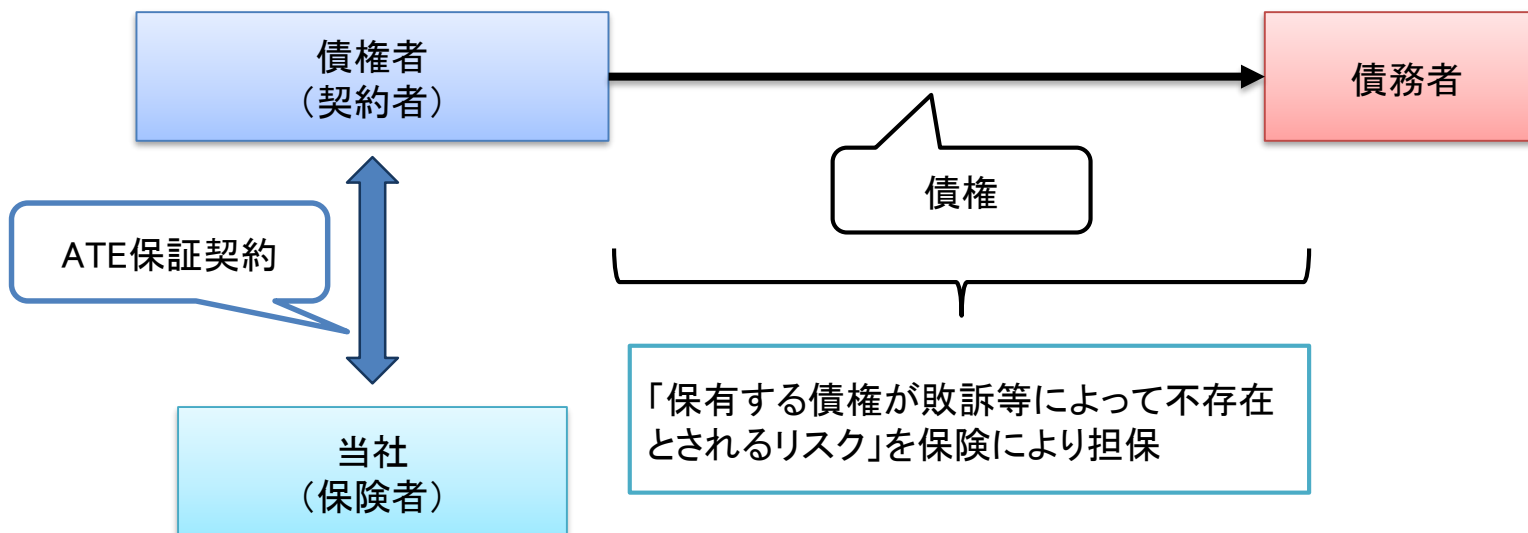 債権者
（契約者）
債務者
債権
ATE保証契約
「保有する債権が敗訴等によって不存在
とされるリスク」を保険により担保
当社
（保険者）